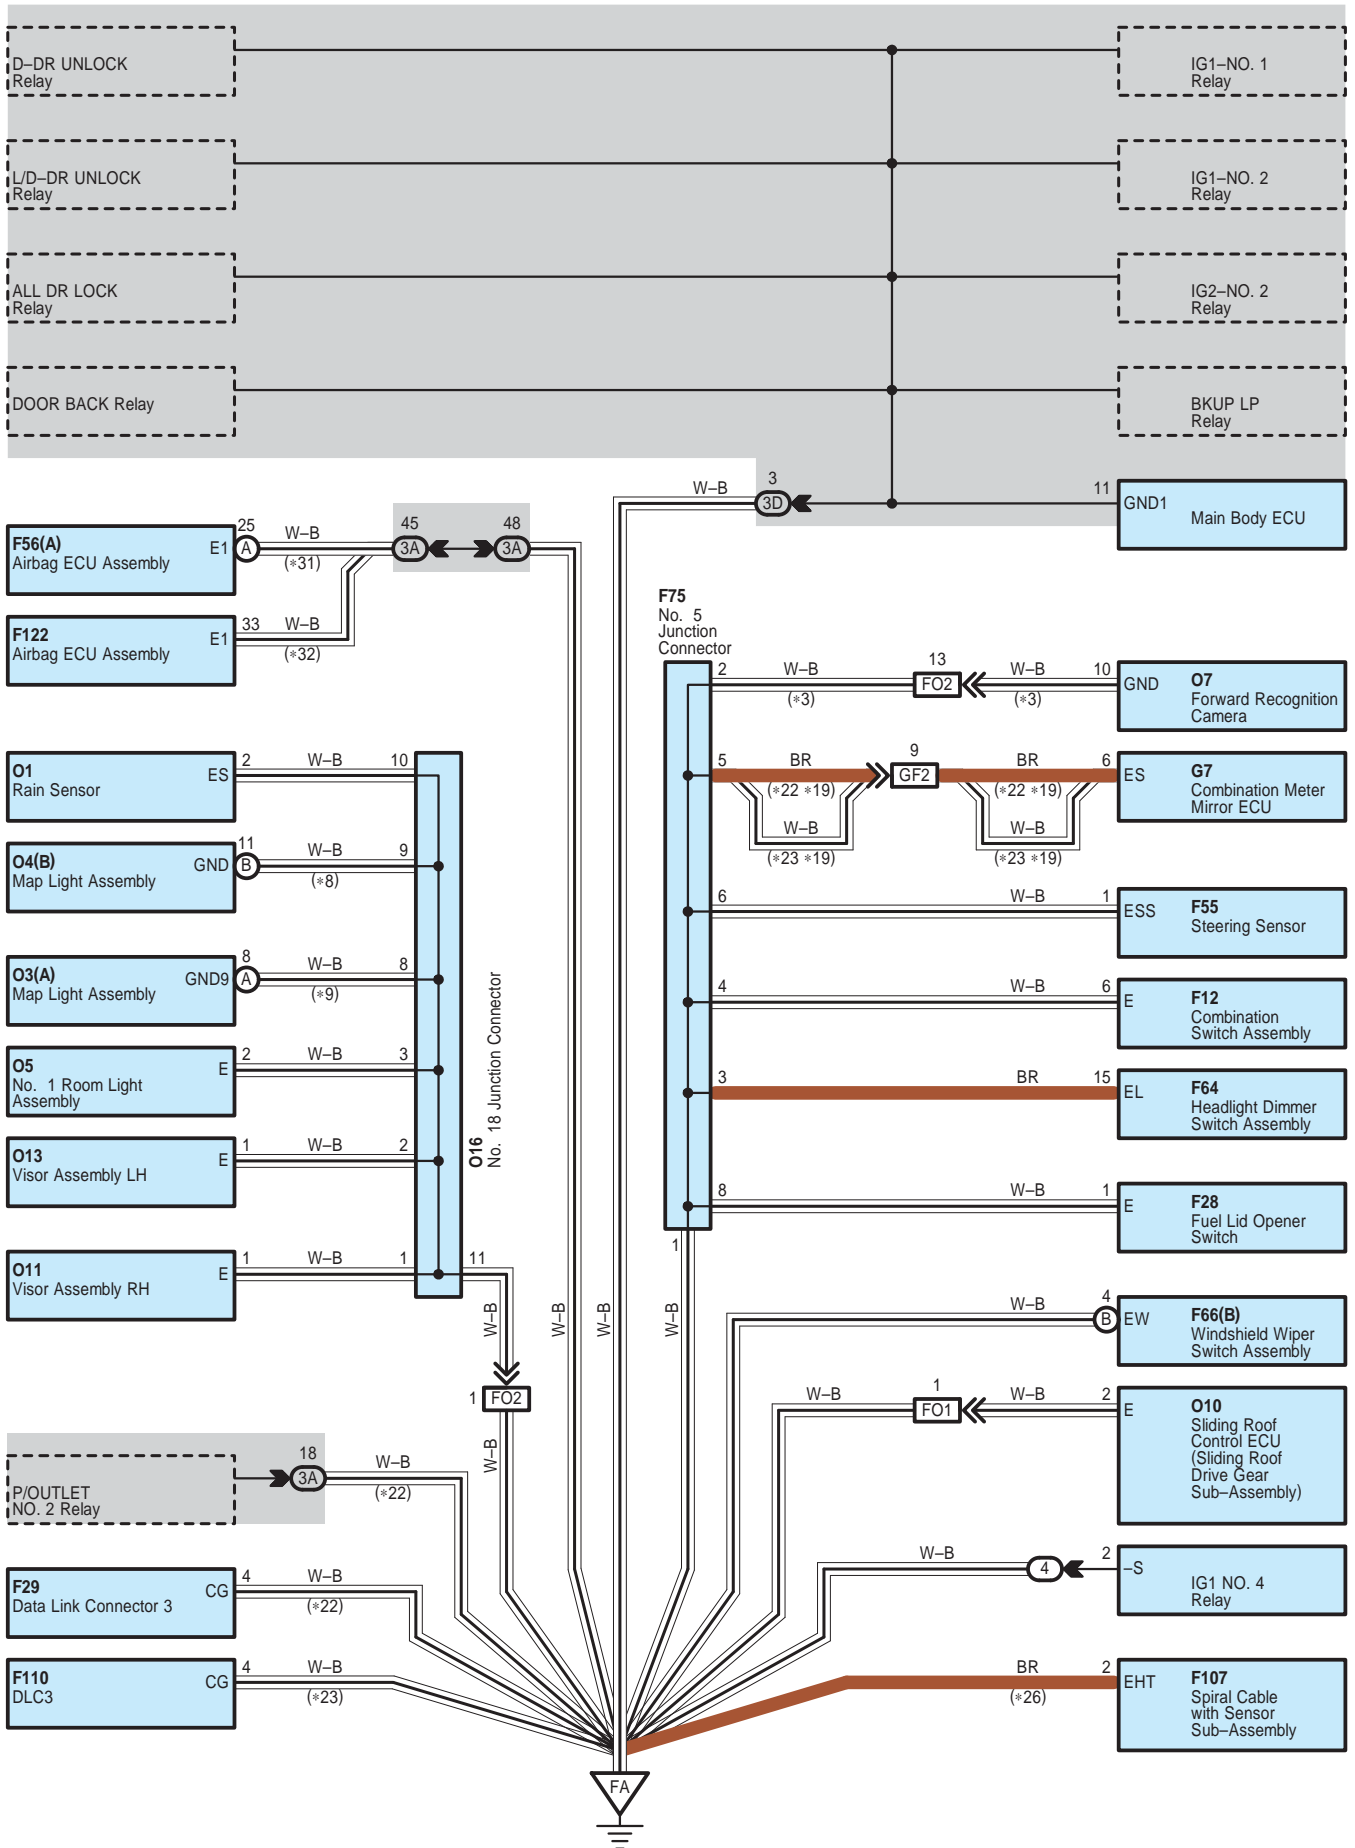 D–DR UNLOCK
Relay
IG1–NO. 1
Relay
L/D–DR UNLOCK
Relay
IG1–NO. 2
Relay
ALL DR LOCK
Relay
IG2–NO. 2
Relay
DOOR BACK Relay
BKUP LP
Relay
W–B
3
3D
11
GND1
Main Body ECU
F56(A)
Airbag ECU Assembly
E1
25
A
W–B
(*31)
45
3A
48
3A
F122
Airbag ECU Assembly
E1
33
W–B
(*32)
F75
No. 5
Junction
Connector
2
W–B
(*3)
13
FO2
W–B
(*3)
10
GND
O7
Forward Recognition
Camera
5
BR
(*22 *19)
W–B
(*23 *19)
9
GF2
BR
(*22 *19)
W–B
(*23 *19)
6
ES
G7
Combination Meter
Mirror ECU
6
W–B
1
ESS
F55
Steering Sensor
4
W–B
6
E
F12
Combination
Switch Assembly
3
BR
15
EL
F64
Headlight Dimmer
Switch Assembly
8
W–B
1
E
F28
Fuel Lid Opener
Switch
1
O1
Rain Sensor
ES
2
W–B
10
O4(B)
Map Light Assembly
GND
11
B
W–B
(*8)
9
O3(A)
Map Light Assembly
GND9
8
A
W–B
(*9)
8
O5
No. 1 Room Light
Assembly
E
2
W–B
3
O13
Visor Assembly LH
E
1
W–B
2
O11
Visor Assembly RH
E
1
W–B
1
11
O16
No. 18 Junction Connector
W–B
W–B
W–B
W–B
1
FO2
W–B
4
B
W–B
EW
F66(B)
Windshield Wiper
Switch Assembly
W–B
1
FO1
W–B
2
E
O10
Sliding Roof
Control ECU
(Sliding Roof
Drive Gear
Sub–Assembly)
P/OUTLET
NO. 2 Relay
18
3A
W–B
(*22)
W–B
4
2
–S
IG1 NO. 4
Relay
F29
Data Link Connector 3
CG
4
W–B
(*22)
F110
DLC3
CG
4
W–B
(*23)
BR
(*26)
2
EHT
F107
Spiral Cable
with Sensor
Sub–Assembly
FA